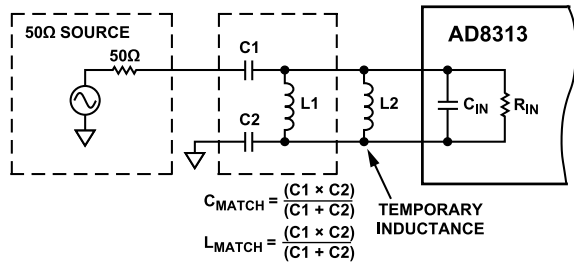 50Ω SOURCE
50Ω
C1
C2
L1
L2
AD8313
CIN
RIN
CMATCH = (C1 × C2)
(C1 + C2)
LMATCH = (C1 × C2)
(C1 + C2)
TEMPORARY
INDUCTANCE